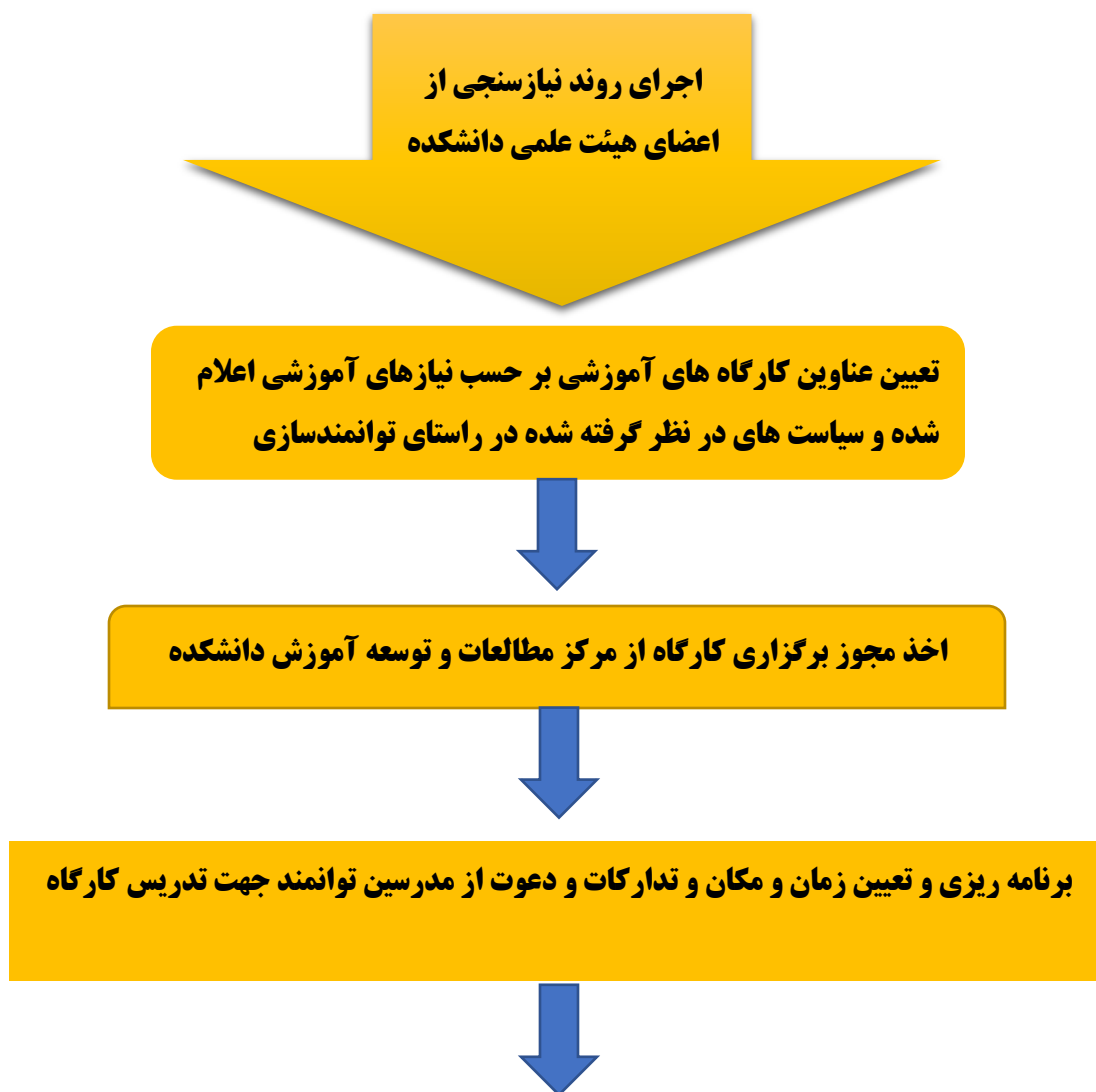 اجرای روند نیازسنجی از
اعضای هیئت علمی دانشکده
تعیین عناوین کارگاه های آموزشی بر حسب نیازهای آموزشی اعلام
شده و سیاست های در نظر گرفته شده در راستای توانمندسازی
اخذ مجوز برگزاری کارگاه از مرکز مطالعات و توسعه آموزش دانشکده
برنامه ریزی و تعیین زمان و مکان و تدارکات و دعوت از مدرسین توانمند جهت تدریس کارگاه